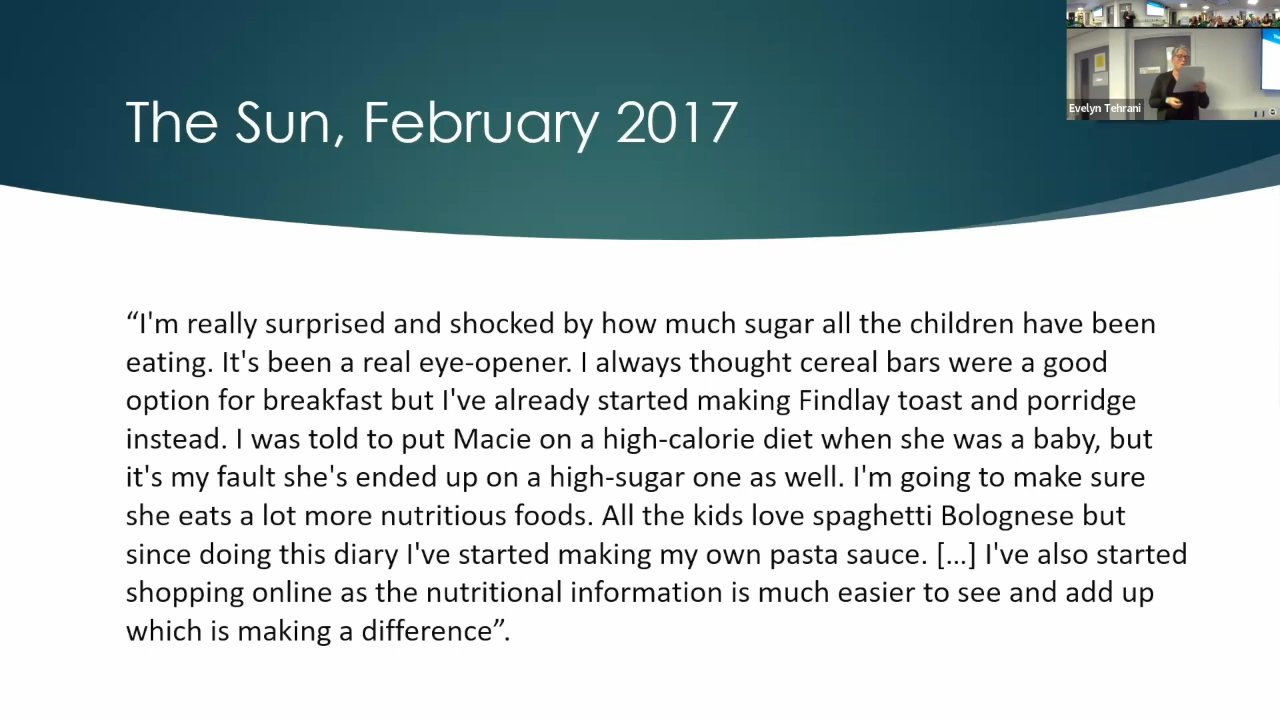 The Sun, February 2017
Evelyn Tehrani
“I'm really surprised and shocked by how much sugar all the children have been
eating. It's been a real eye-opener. I always thought cereal bars were a good
option for breakfast but I've already started making Findlay toast and porridge
instead. I was told to put Macie on a high-calorie diet when she was a baby, but
it's my fault she's ended up on a high-sugar one as well. I'm going to make sure
she eats a lot more nutritious foods. All the kids love spaghetti Bolognese but
since doing this diary I've started making my own pasta sauce. […] I've also started
shopping online as the nutritional information is much easier to see and add up
which is making a difference”.